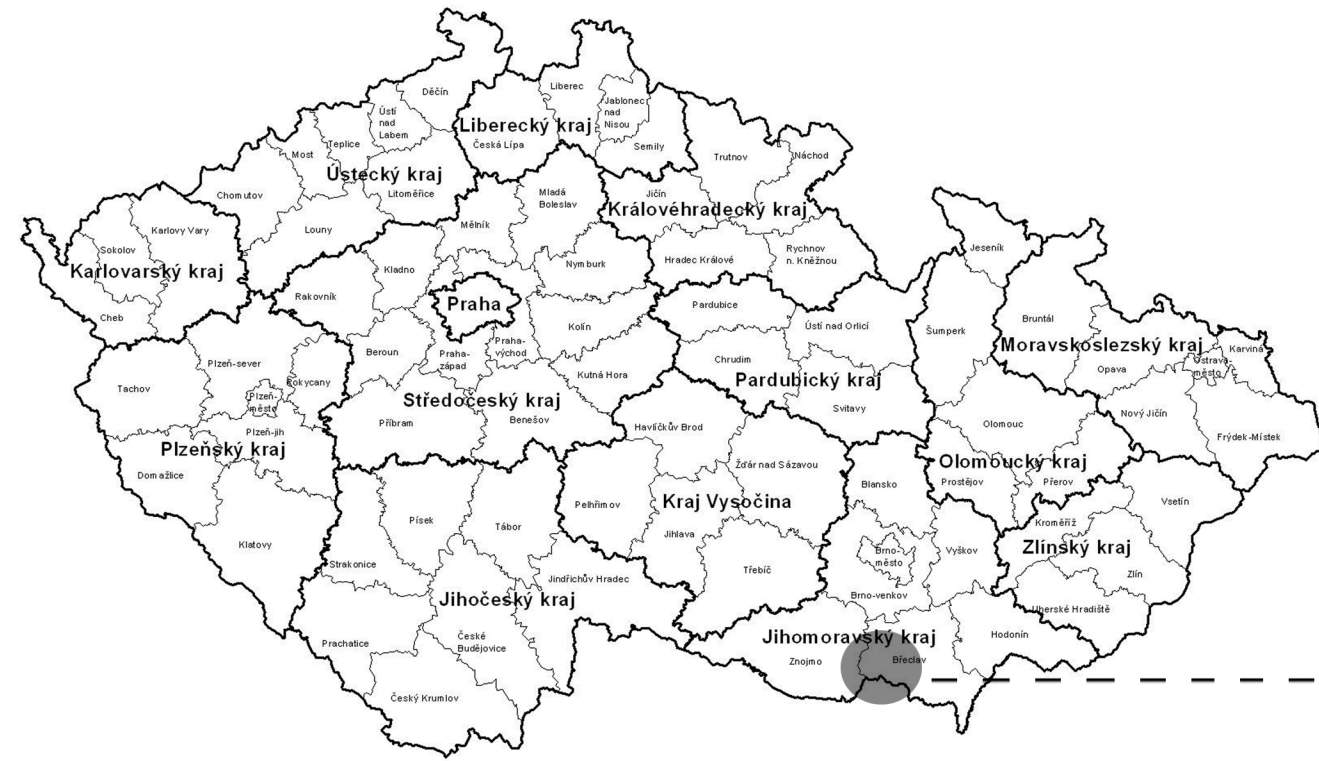 Děčín
Liberec
Ústí
nad
Labem
Jablonec
nad
Nisou
Liberecký kraj
Česká Lípa
Semily
Teplice
Most
Ústecký kraj
Litoměřice
Chomutov
Louny
Trutnov
Náchod
Jičín
Královéhradecký kraj
Hradec Králové
Rychnov
n. Kněžnou
Mladá
Boleslav
Mělník
Nymburk
Karlovy Vary
Sokolov
Karlovarský kraj
Cheb
Kladno
Rakovník
Praha
Kolín
Beroun
Praha-
západ
Praha-
východ
Kutná Hora
Středočeský kraj
Příbram
Benešov
Pardubice
Ústí nad Orlicí
Chrudim
Pardubický kraj
Svitavy
Jeseník
Šumperk
Bruntál
Moravskoslezský kraj
Karviná
Ostrava-
město
Opava
Nový Jičín
Frýdek-Místek
Tachov
Plzeň-sever
Rokycany
Plzeň-
město
Plzeň-jih
Plzeňský kraj
Domažlice
Klatovy
Havlíčkův Brod
Žďár nad Sázavou
Kraj Vysočina
Pelhřimov
Jihlava
Třebíč
Olomouc
Olomoucký kraj
Prostějov
Přerov
Blansko
Brno-
město
Vyškov
Brno-venkov
Kroměříž
Vsetín
Zlínský kraj
Zlín
Uherské Hradiště
Písek
Tábor
Strakonice
Jindřichův Hradec
Jihočeský kraj
Prachatice
České
Budějovice
Český Krumlov
Jihomoravský kraj
Znojmo
Břeclav
Hodonín